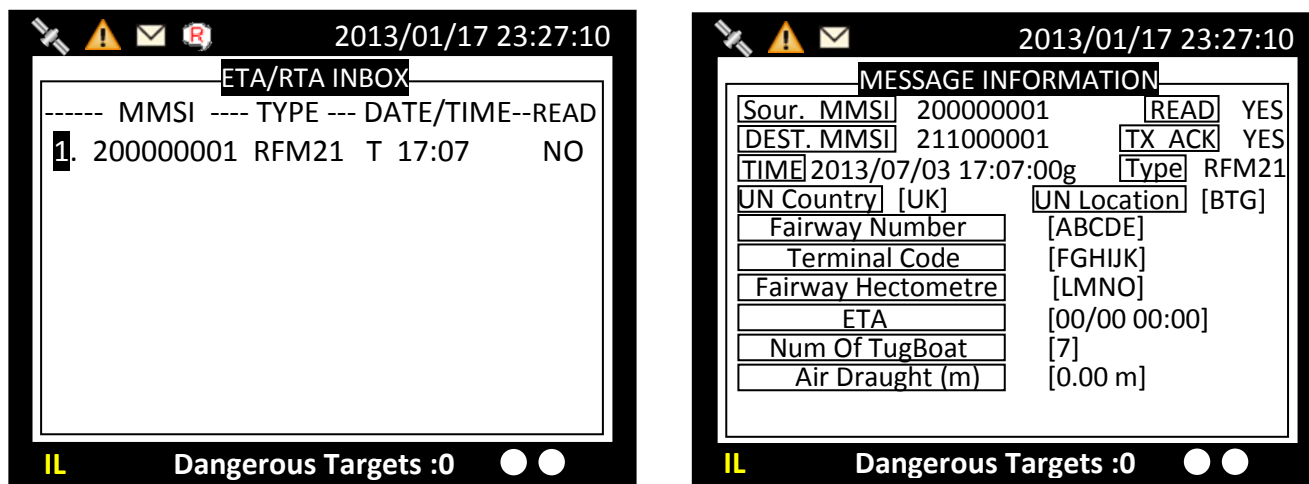 R 2013/01/17 23:27:10
ETA/RTA INBOX
------ MMSI ---- TYPE --- DATE/TIME--READ
1. 200000001 RFM21 T 17:07 NO
IL Dangerous Targets :0
2013/01/17 23:27:10
MESSAGE INFORMATION
Sour. MMSI 200000001 READ YES
DEST. MMSI 211000001 TX ACK YES
TIME 2013/07/03 17:07:00g Type RFM21
UN Country [UK] UN Location [BTG]
Fairway Number [ABCDE]
Terminal Code [FGHIJK]
Fairway Hectometre [LMNO]
ETA [00/00 00:00]
Num Of TugBoat [7]
Air Draught (m) [0.00 m]
IL Dangerous Targets :0